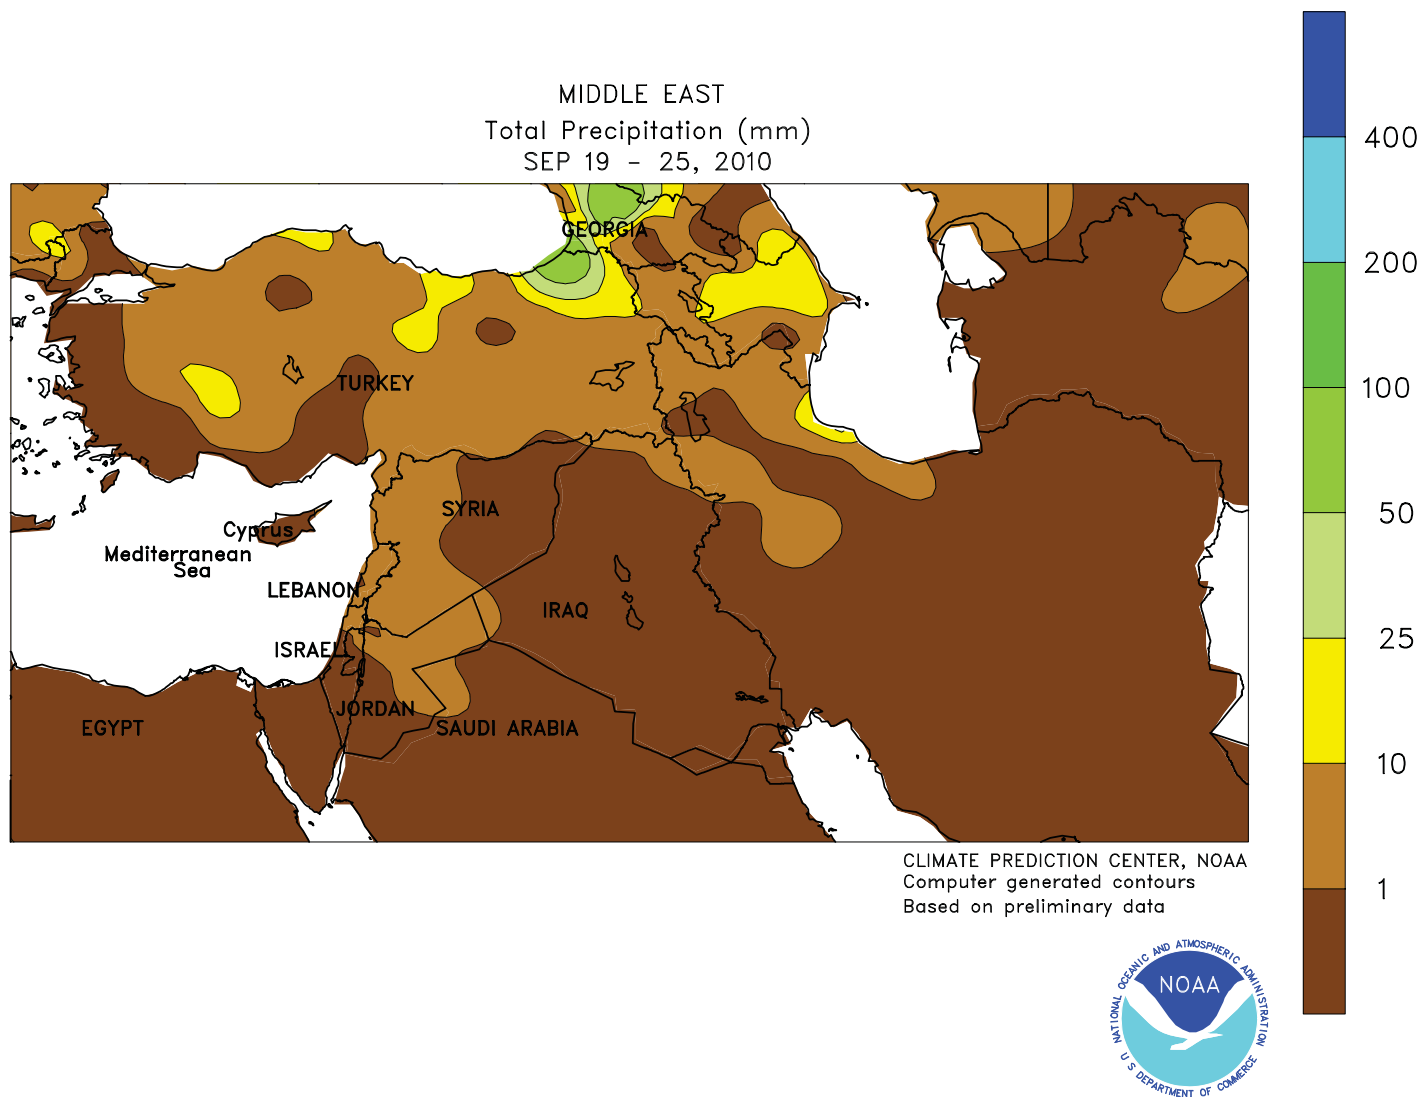 MIDDLE EAST
Total Precipitation (mm)
SEP 19 - 25, 2010
400
200
100
50
25
10
1
GEORGIA
TURKEY
SYRIA
Cyprus
Mediterranean
Sea
LEBANON
IRAQ
ISRAEL
JORDAN
EGYPT
SAUDI ARABIA
CLIMATE PREDICTION CENTER, NOAA
Computer generated contours
Based on preliminary data
NATIONAL OCEANIC AND ATMOSPHERIC ADMINISTRATION
NOAA
U S DEPARTMENT OF COMMERCE